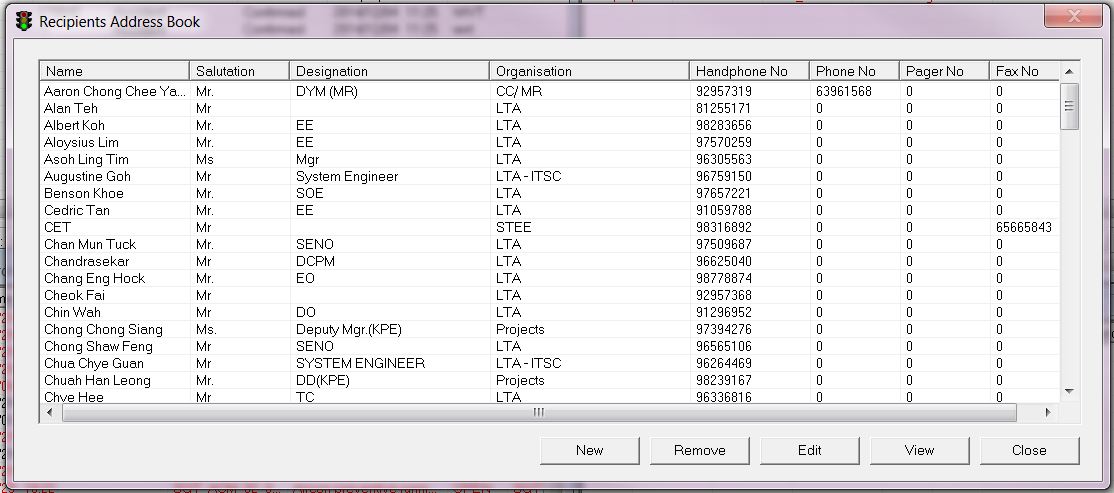 Recipients Address Book
Name Salutation Designation Organisation Handphone No Phone No Pager No Fax No
Aaron Chong Chee Ya... Mr. DYM (MR) CC/ MR 92957319 63961568 0 0
Alan Teh Mr LTA 81255171 0 0 0
Albert Koh Mr. EE LTA 98283656 0 0 0
Aloysius Lim Mr. EE LTA 97570259 0 0 0
Asoh Ling Tim Ms Mgr LTA 96305563 0 0 0
Augustine Goh Mr System Engineer LTA - ITSC 96759150 0 0 0
Benson Khoe Mr. SOE LTA 97657221 0 0 0
Cedric Tan Mr. EE LTA 91059788 0 0 0
CET Mr STEE 98316892 0 0 65665843
Chan Mun Tuck Mr. SENO LTA 97509687 0 0 0
Chandrasekar Mr DCPM LTA 96625040 0 0 0
Chang Eng Hock Mr. EO LTA 98778874 0 0 0
Cheok Fai Mr LTA 92957368 0 0 0
Chin Wah Mr DO LTA 91296952 0 0 0
Chong Chong Siang Ms. Deputy Mgr.(KPE) Projects 97394276 0 0 0
Chong Shaw Feng Mr SENO LTA 96565106 0 0 0
Chua Chye Guan Mr SYSTEM ENGINEER LTA - ITSC 96264469 0 0 0
Chuah Han Leong Mr. DD(KPE) Projects 98239167 0 0 0
Chye Hee Mr TC LTA 96336816 0 0 0
New Remove Edit View Close